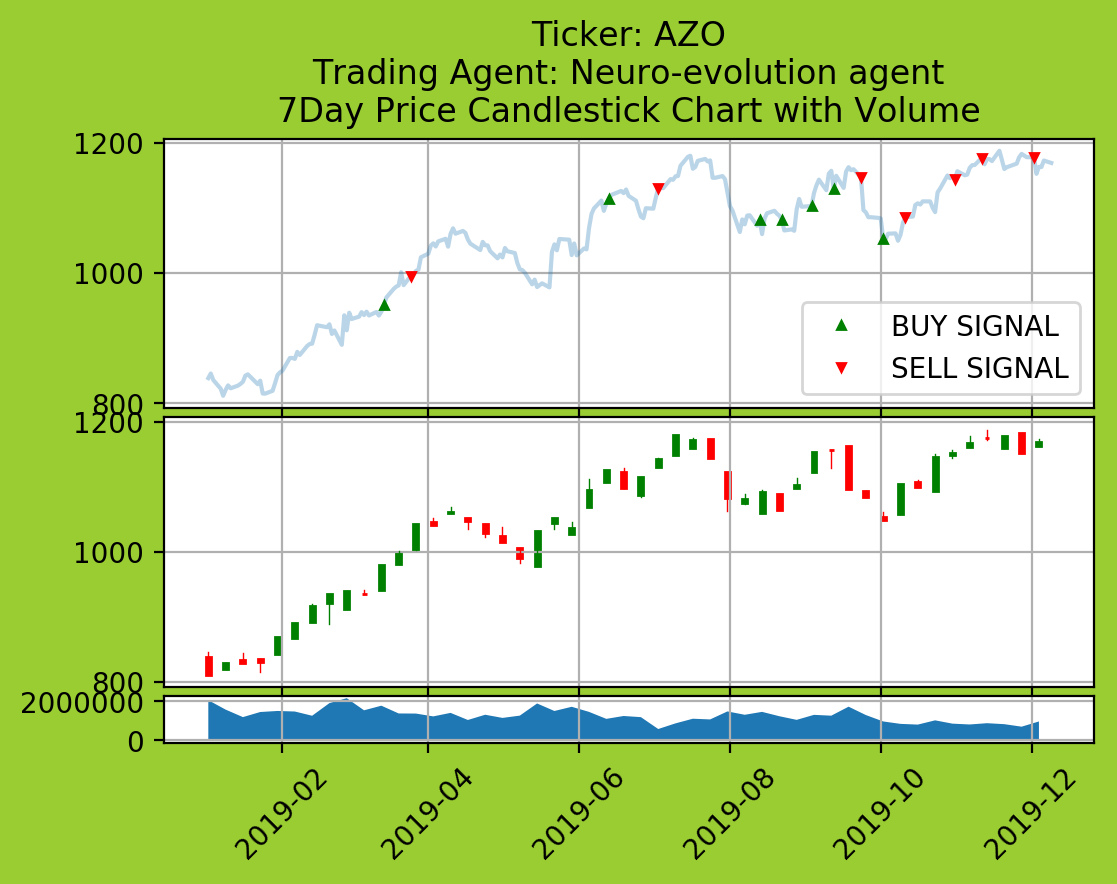 Ticker: AZO
Trading Agent: Neuro-evolution agent
7Day Price Candlestick Chart with Volume
1200
1000
800
BUY SIGNAL
SELL SIGNAL
1200
1000
800
2000000
0
2019-02
2019-04
2019-06
2019-08
2019-10
2019-12